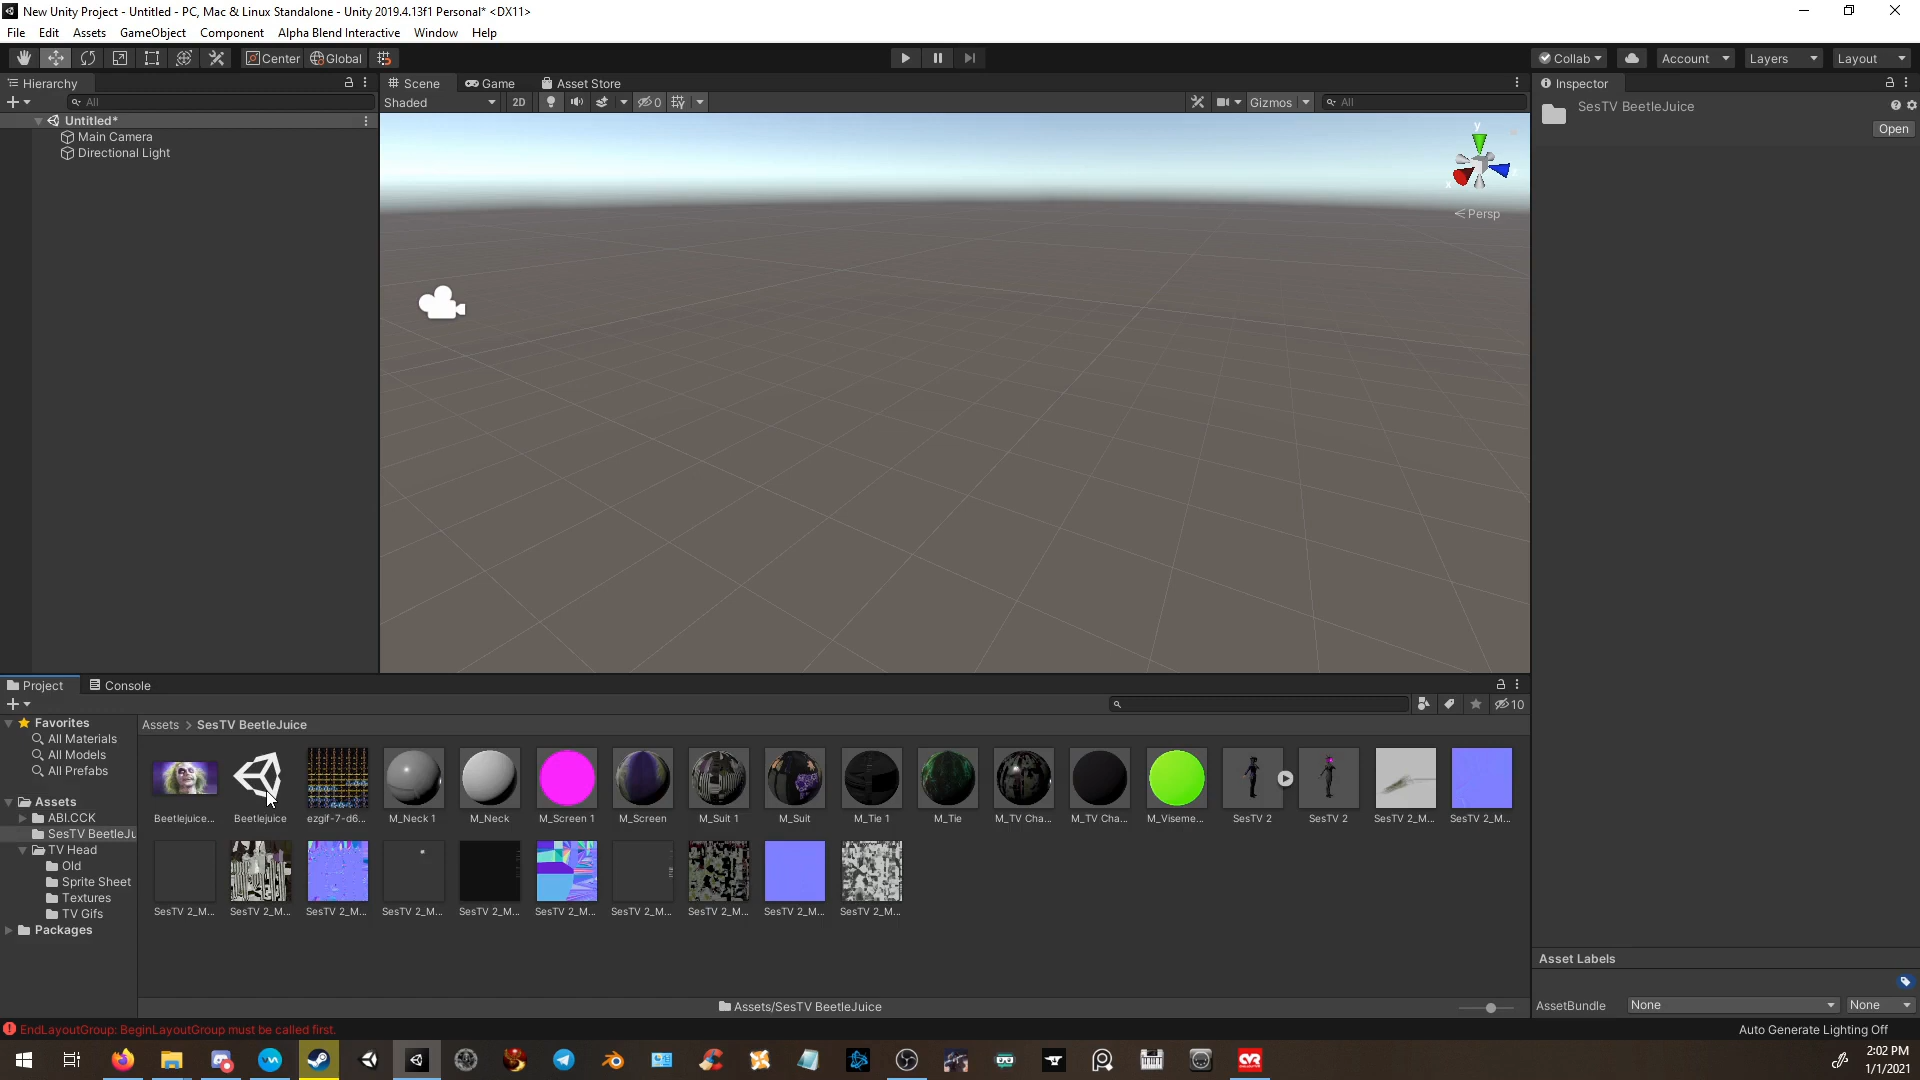 New Unity Project - Untitled - PC, Mac & Linux Standalone - Unity 2019.4.13f1 Personal* <DX11>
File Edit Assets GameObject Component Alpha Blend Interactive Window Help
Center Global Collab Account Layers Layout
Hierarchy Scene Game Asset Store Inspector
All Shaded 2D 0 Gizmos All SesTV BeetleJuice
Open
Untitled*
Main Camera
Directional Light
y
x
Persp
Project Console
10
Favorites Assets > SesTV BeetleJuice
All Materials
All Models
All Prefabs
Assets
ABI.CCK
SesTV BeetleJu
TV Head
Old
Sprite Sheet
Textures
TV Gifs
Packages
Beetlejuice... Beetlejuice ezgif-7-d6... M_Neck 1 M_Neck M_Screen 1 M_Screen M_Suit 1 M_Suit M_Tie 1 M_Tie M_TV Cha... M_TV Cha... M_Viseme... SesTV 2 SesTV 2 SesTV 2_M... SesTV 2_M...
SesTV 2_M... SesTV 2_M... SesTV 2_M... SesTV 2_M... SesTV 2_M... SesTV 2_M... SesTV 2_M... SesTV 2_M... SesTV 2_M... SesTV 2_M...
Asset Labels
Assets/SesTV BeetleJuice AssetBundle None None
EndLayoutGroup: BeginLayoutGroup must be called first. Auto Generate Lighting Off
2:02 PM
1/1/2021